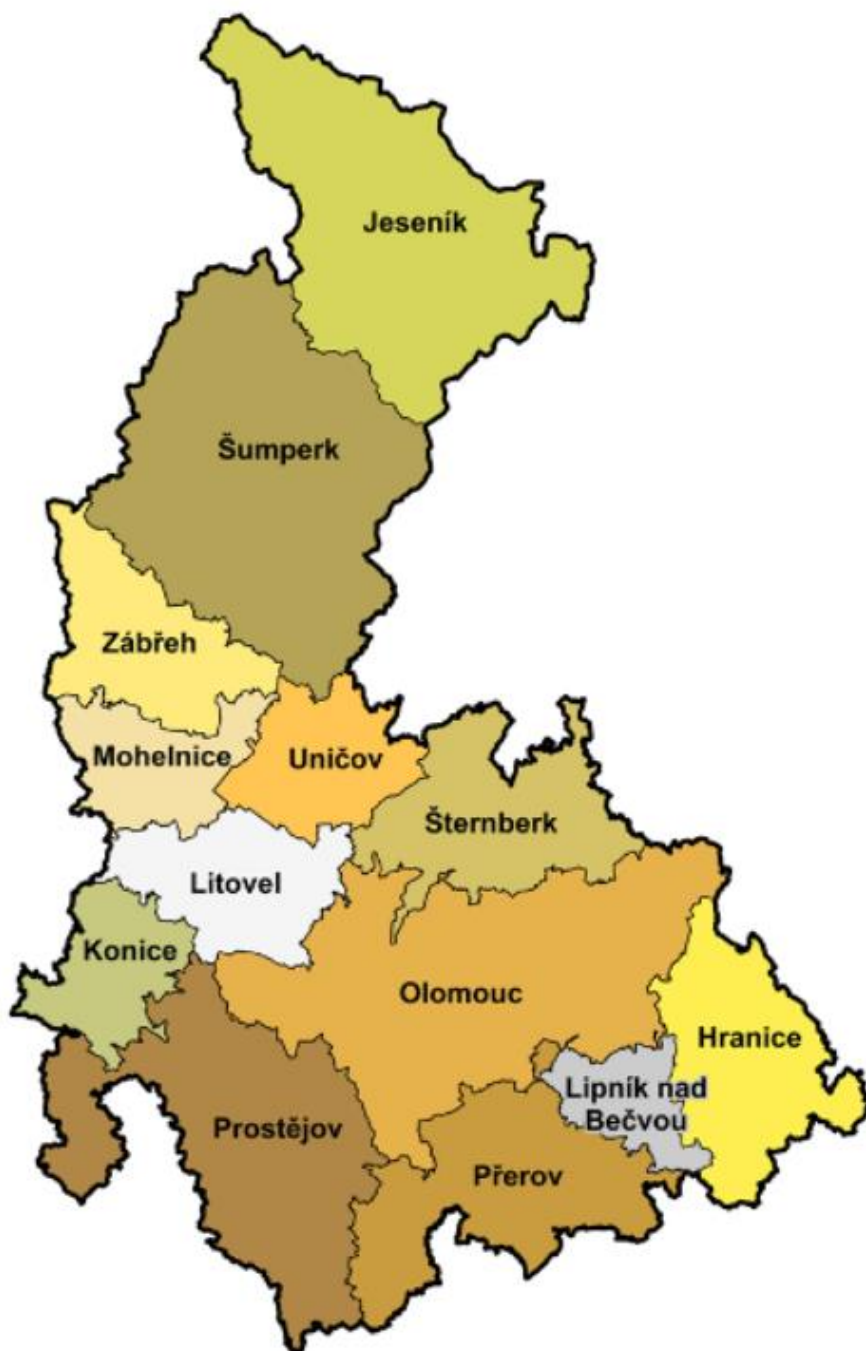 Jeseník
Šumperk
Zábřeh
Mohelnice
Uničov
Šternberk
Litovel
Konice
Olomouc
Hranice
Lipník nad
Bečvou
Prostějov
Přerov